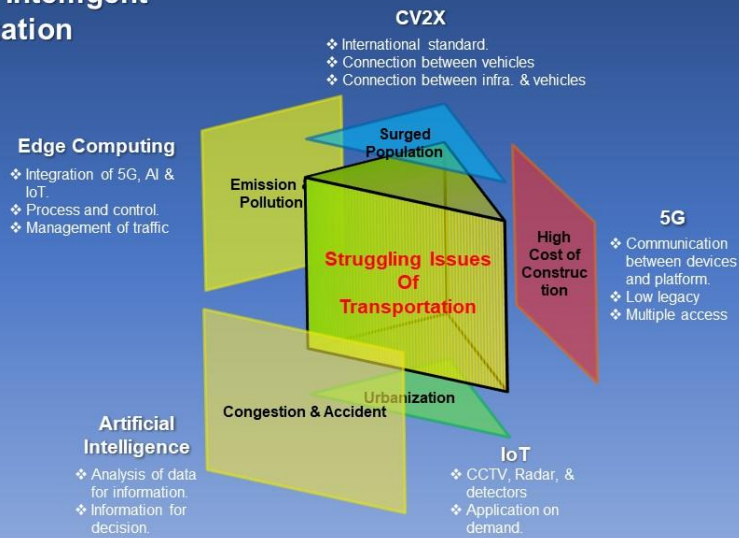 ation
CV2X
❖ International standard.
❖ Connection between vehicles
❖ Connection between infra. & vehicles
Edge Computing
❖ Integration of 5G, AI &
IoT.
❖ Process and control.
❖ Management of traffic
Surged
Population
Emission &
Pollution
High
Cost of
Construc
tion
5G
❖ Communication
between devices
and platform.
❖ Low legacy
❖ Multiple access
Struggling Issues
Of
Transportation
Congestion & Accident
Urbanization
Artificial
Intelligence
❖ Analysis of data
for information.
❖ Information for
decision.
IoT
❖ CCTV, Radar, &
detectors
❖ Application on
demand.